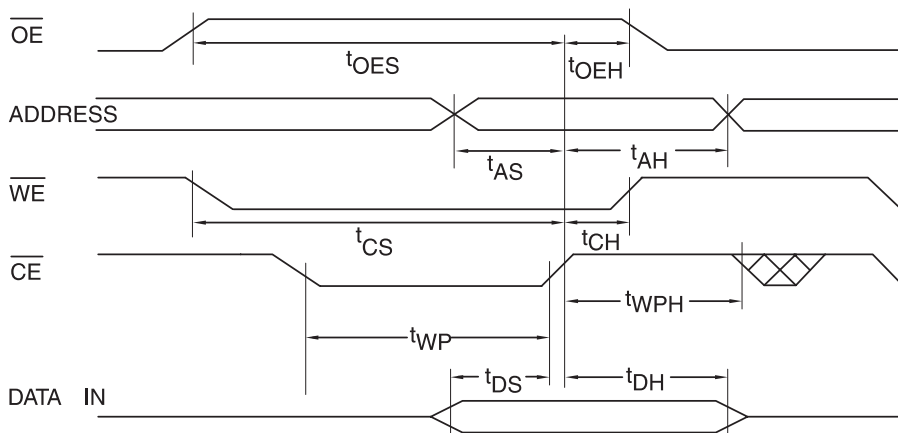 OE
tOES
tOEH
ADDRESS
tAS
tAH
WE
tCS
tCH
CE
tWPH
tWP
tDS
tDH
DATA IN